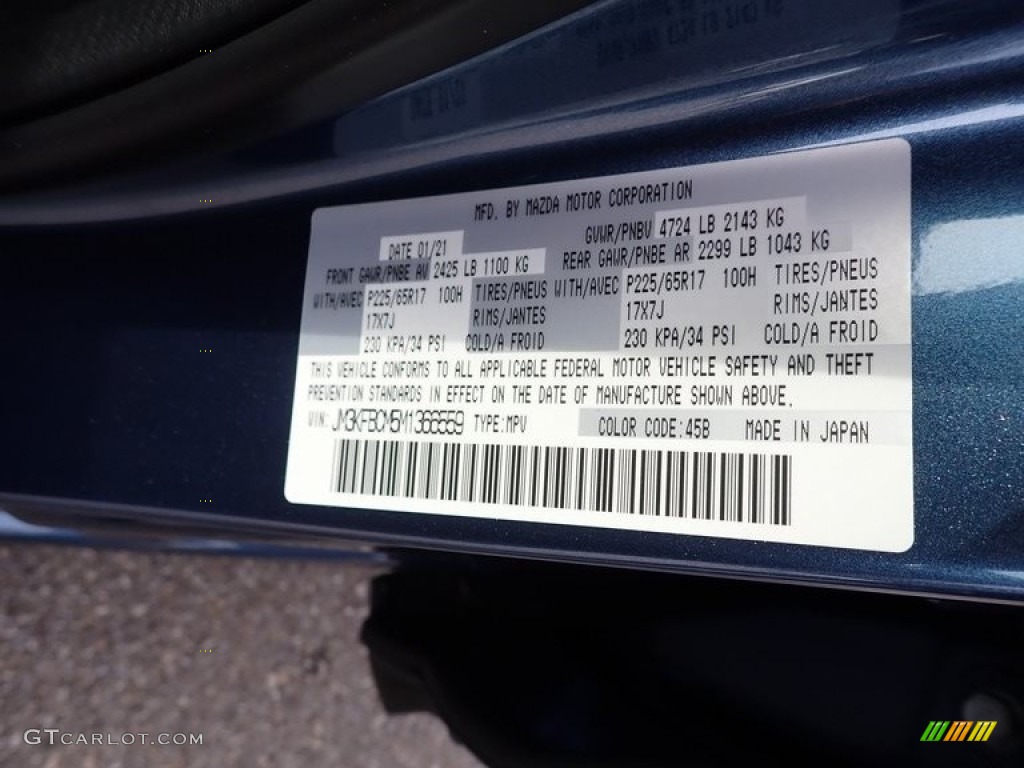 MFD. BY MAZDA MOTOR CORPORATION
DATE 01/21 GVWR/PNBV 4724 LB 2143 KG
FRONT GAWR/PNBE AV 2425 LB 1100 KG REAR GAWR/PNBE AR 2299 LB 1043 KG
WITH/AVEC P225/65R17 100H TIRES/PNEUS WITH/AVEC P225/65R17 100H TIRES/PNEUS
17X7J RIMS/JANTES 17X7J RIMS/JANTES
230 KPA/34 PSI COLD/A FROID 230 KPA/34 PSI COLD/A FROID
THIS VEHICLE CONFORMS TO ALL APPLICABLE FEDERAL MOTOR VEHICLE SAFETY AND THEFT
PREVENTION STANDARDS IN EFFECT ON THE DATE OF MANUFACTURE SHOWN ABOVE.
VIN: JM3KFBCM5M1366559 TYPE:MPV COLOR CODE:45B MADE IN JAPAN
GTCARLOT.COM